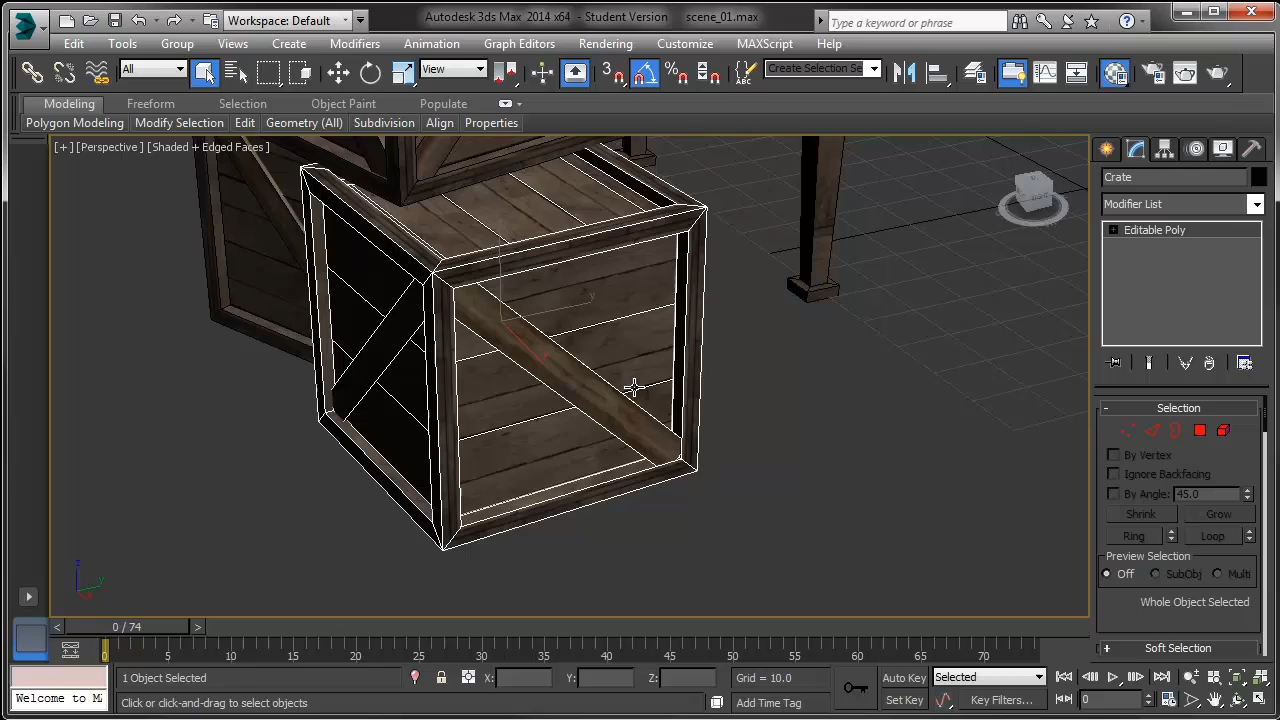 Workspace: Default
Autodesk 3ds Max 2014 x64 - Student Version scene_01.max
Type a keyword or phrase
Edit Tools Group Views Create Modifiers Animation Graph Editors Rendering Customize MAXScript Help
All View 3 Create Selection Se
Modeling Freeform Selection Object Paint Populate
Polygon Modeling Modify Selection Edit Geometry (All) Subdivision Align Properties
[+] [Perspective ] [Shaded + Edged Faces ]
Crate
Modifier List
Editable Poly
- Selection
By Vertex
Ignore Backfacing
By Angle: 45.0
Shrink Grow
Ring Loop
Preview Selection
Off SubObj Multi
Whole Object Selected
+ Soft Selection
z
y
< 0 / 74 >
0 5 10 15 20 25 30 35 40 45 50 55 60 65 70
1 Object Selected X: Y: Z: Grid = 10.0 Auto Key Selected
Welcome to M Click or click-and-drag to select objects Add Time Tag Set Key Key Filters... 0